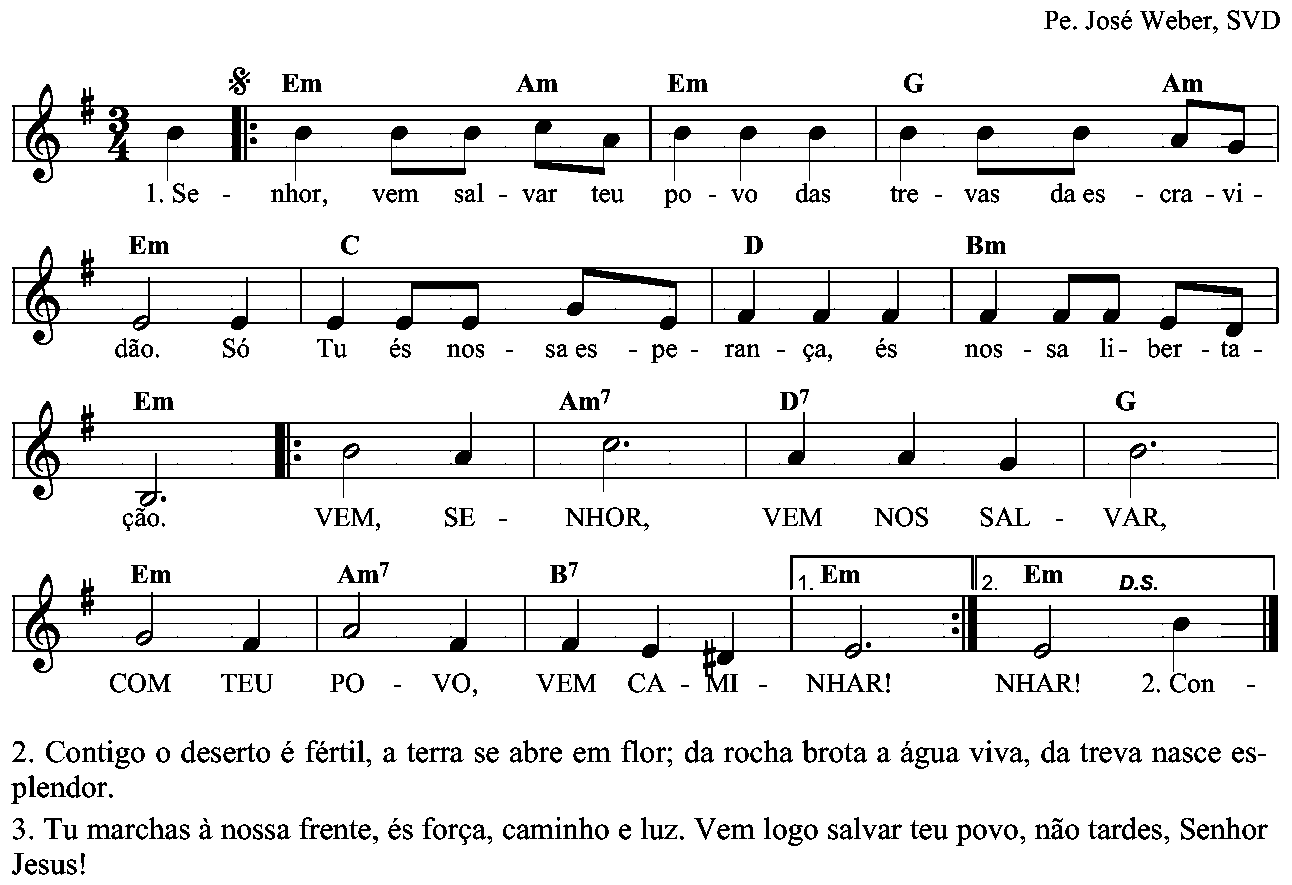 Pe. José Weber, SVD
Em Am Em G Am
1. Se - nhor, vem sal - var teu po - vo das tre - vas da es - cra - vi -
Em C D Bm
dão. Só Tu és nos - sa es - pe - ran - ça, és nos - sa li - ber - ta -
Em Am7 D7 G
ção. VEM, SE - NHOR, VEM NOS SAL - VAR,
Em Am7 B7 1. Em 2. Em D.S.
COM TEU PO - VO, VEM CA - MI - NHAR! NHAR! 2. Con -
2. Contigo o deserto é fértil, a terra se abre em flor; da rocha brota a água viva, da treva nasce es-
plendor.
3. Tu marchas à nossa frente, és força, caminho e luz. Vem logo salvar teu povo, não tardes, Senhor
Jesus!